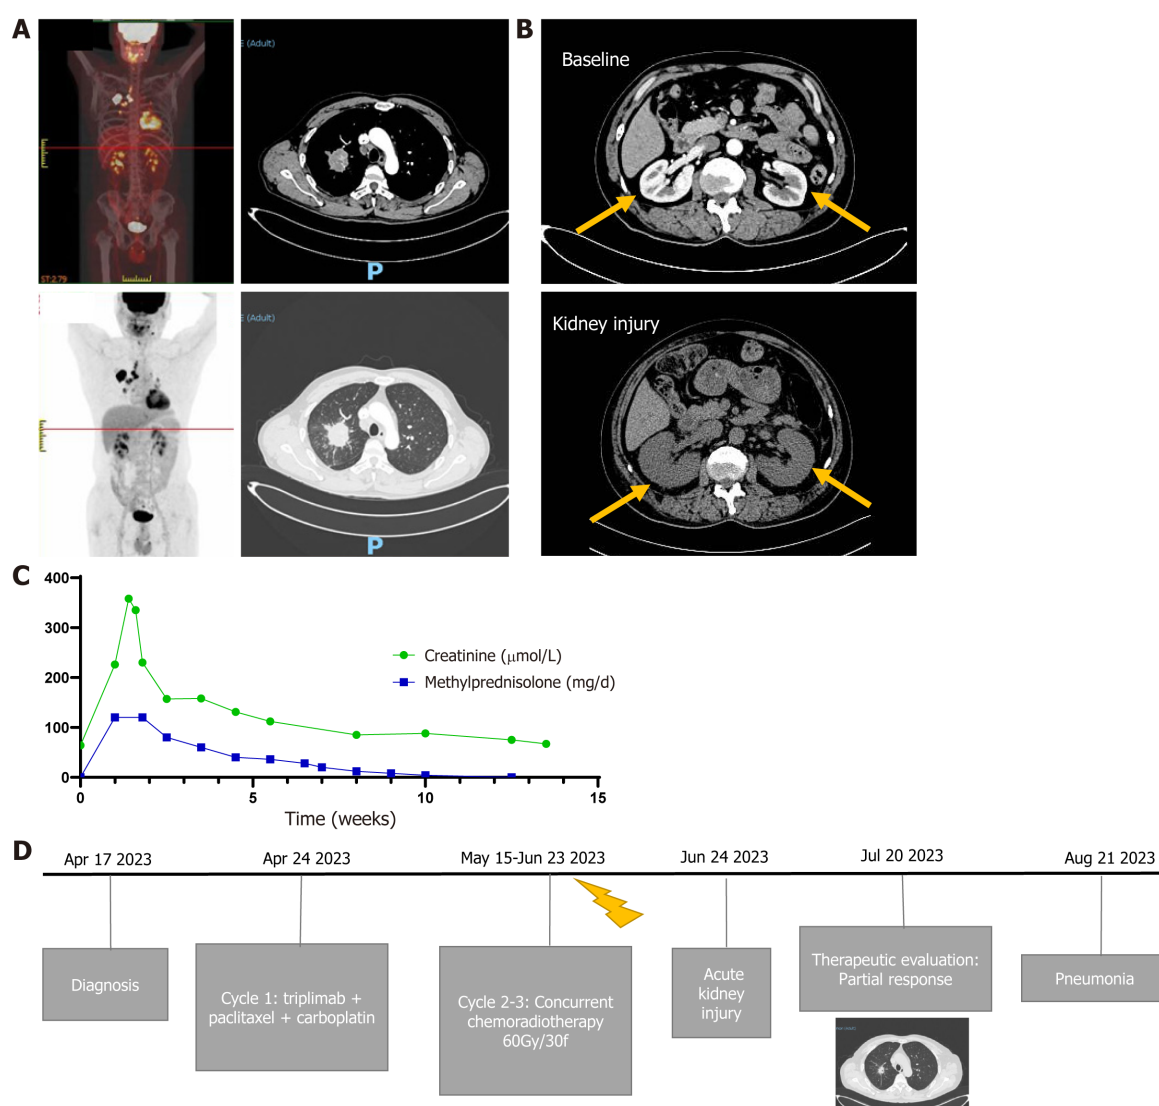 A
B
E (Adult)
Baseline
ST:2.79
P
E (Adult)
Kidney injury
P
C
400
300
200
100
0
0
5
10
15
Time (weeks)
Creatinine (μmol/L)
Methylprednisolone (mg/d)
D
Apr 17 2023
Apr 24 2023
May 15-Jun 23 2023
Jun 24 2023
Jul 20 2023
Aug 21 2023
Diagnosis
Cycle 1: triplimab +
paclitaxel + carboplatin
Cycle 2-3: Concurrent
chemoradiotherapy
60Gy/30f
Acute
kidney
injury
Therapeutic evaluation:
Partial response
Pneumonia